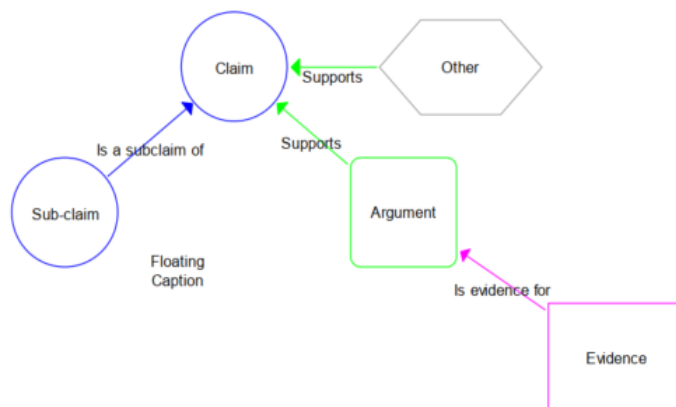 Claim
Other
Supports
Is a subclaim of
Supports
Sub-claim
Argument
Floating
Caption
Is evidence for
Evidence